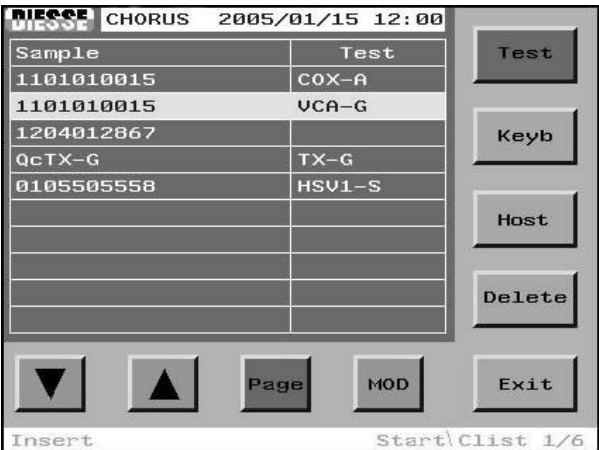 DIESSE CHORUS 2005/01/15 12:00
Sample Test
1101010015 COX-A
1101010015 VCA-G
1204012867
QcTX-G TX-G
0105505558 HSV1-S
Test
Keyb
Host
Delete
Page MOD Exit
Insert Start\Clist 1/6